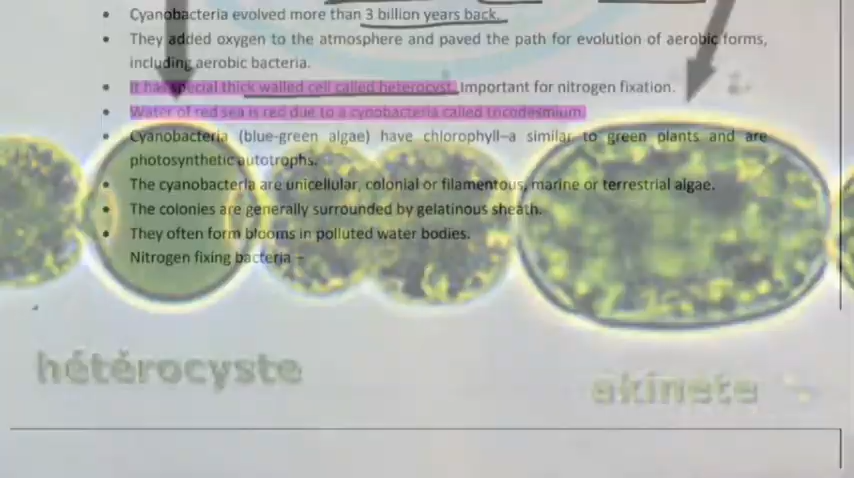 • Cyanobacteria evolved more than 3 billion years back.
• They added oxygen to the atmosphere and paved the path for evolution of aerobic forms,
including aerobic bacteria.
• It has special thick walled cell called heterocyst. Important for nitrogen fixation.
• Water of red sea is red due to a cynobacteria called tricodesmium.
• Cyanobacteria (blue-green algae) have chlorophyll–a similar to green plants and are
photosynthetic autotrophs.
• The cyanobacteria are unicellular, colonial or filamentous, marine or terrestrial algae.
• The colonies are generally surrounded by gelatinous sheath.
• They often form blooms in polluted water bodies.
Nitrogen fixing bacteria –
hétérocyste
akinete